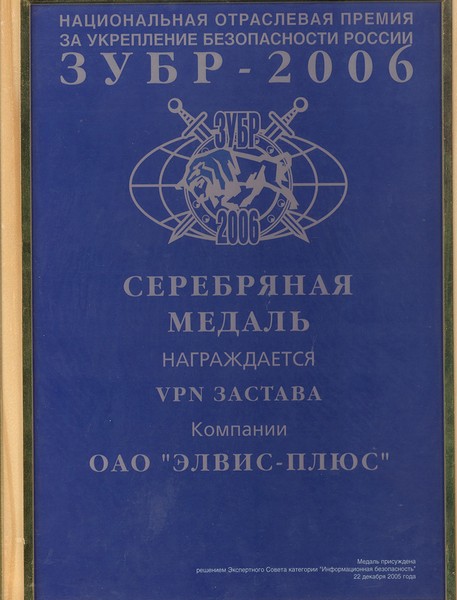 НАЦИОНАЛЬНАЯ ОТРАСЛЕВАЯ ПРЕМИЯ
ЗА УКРЕПЛЕНИЕ БЕЗОПАСНОСТИ РОССИИ
ЗУБР - 2006
ЗУБР
2006
СЕРЕБРЯНАЯ
МЕДАЛЬ
НАГРАЖДАЕТСЯ
VPN ЗАСТАВА
Компании
ОАО "ЭЛВИС-ПЛЮС"
Медаль присуждена
решением Экспертного Совета категории "Информационная безопасность"
22 декабря 2005 года